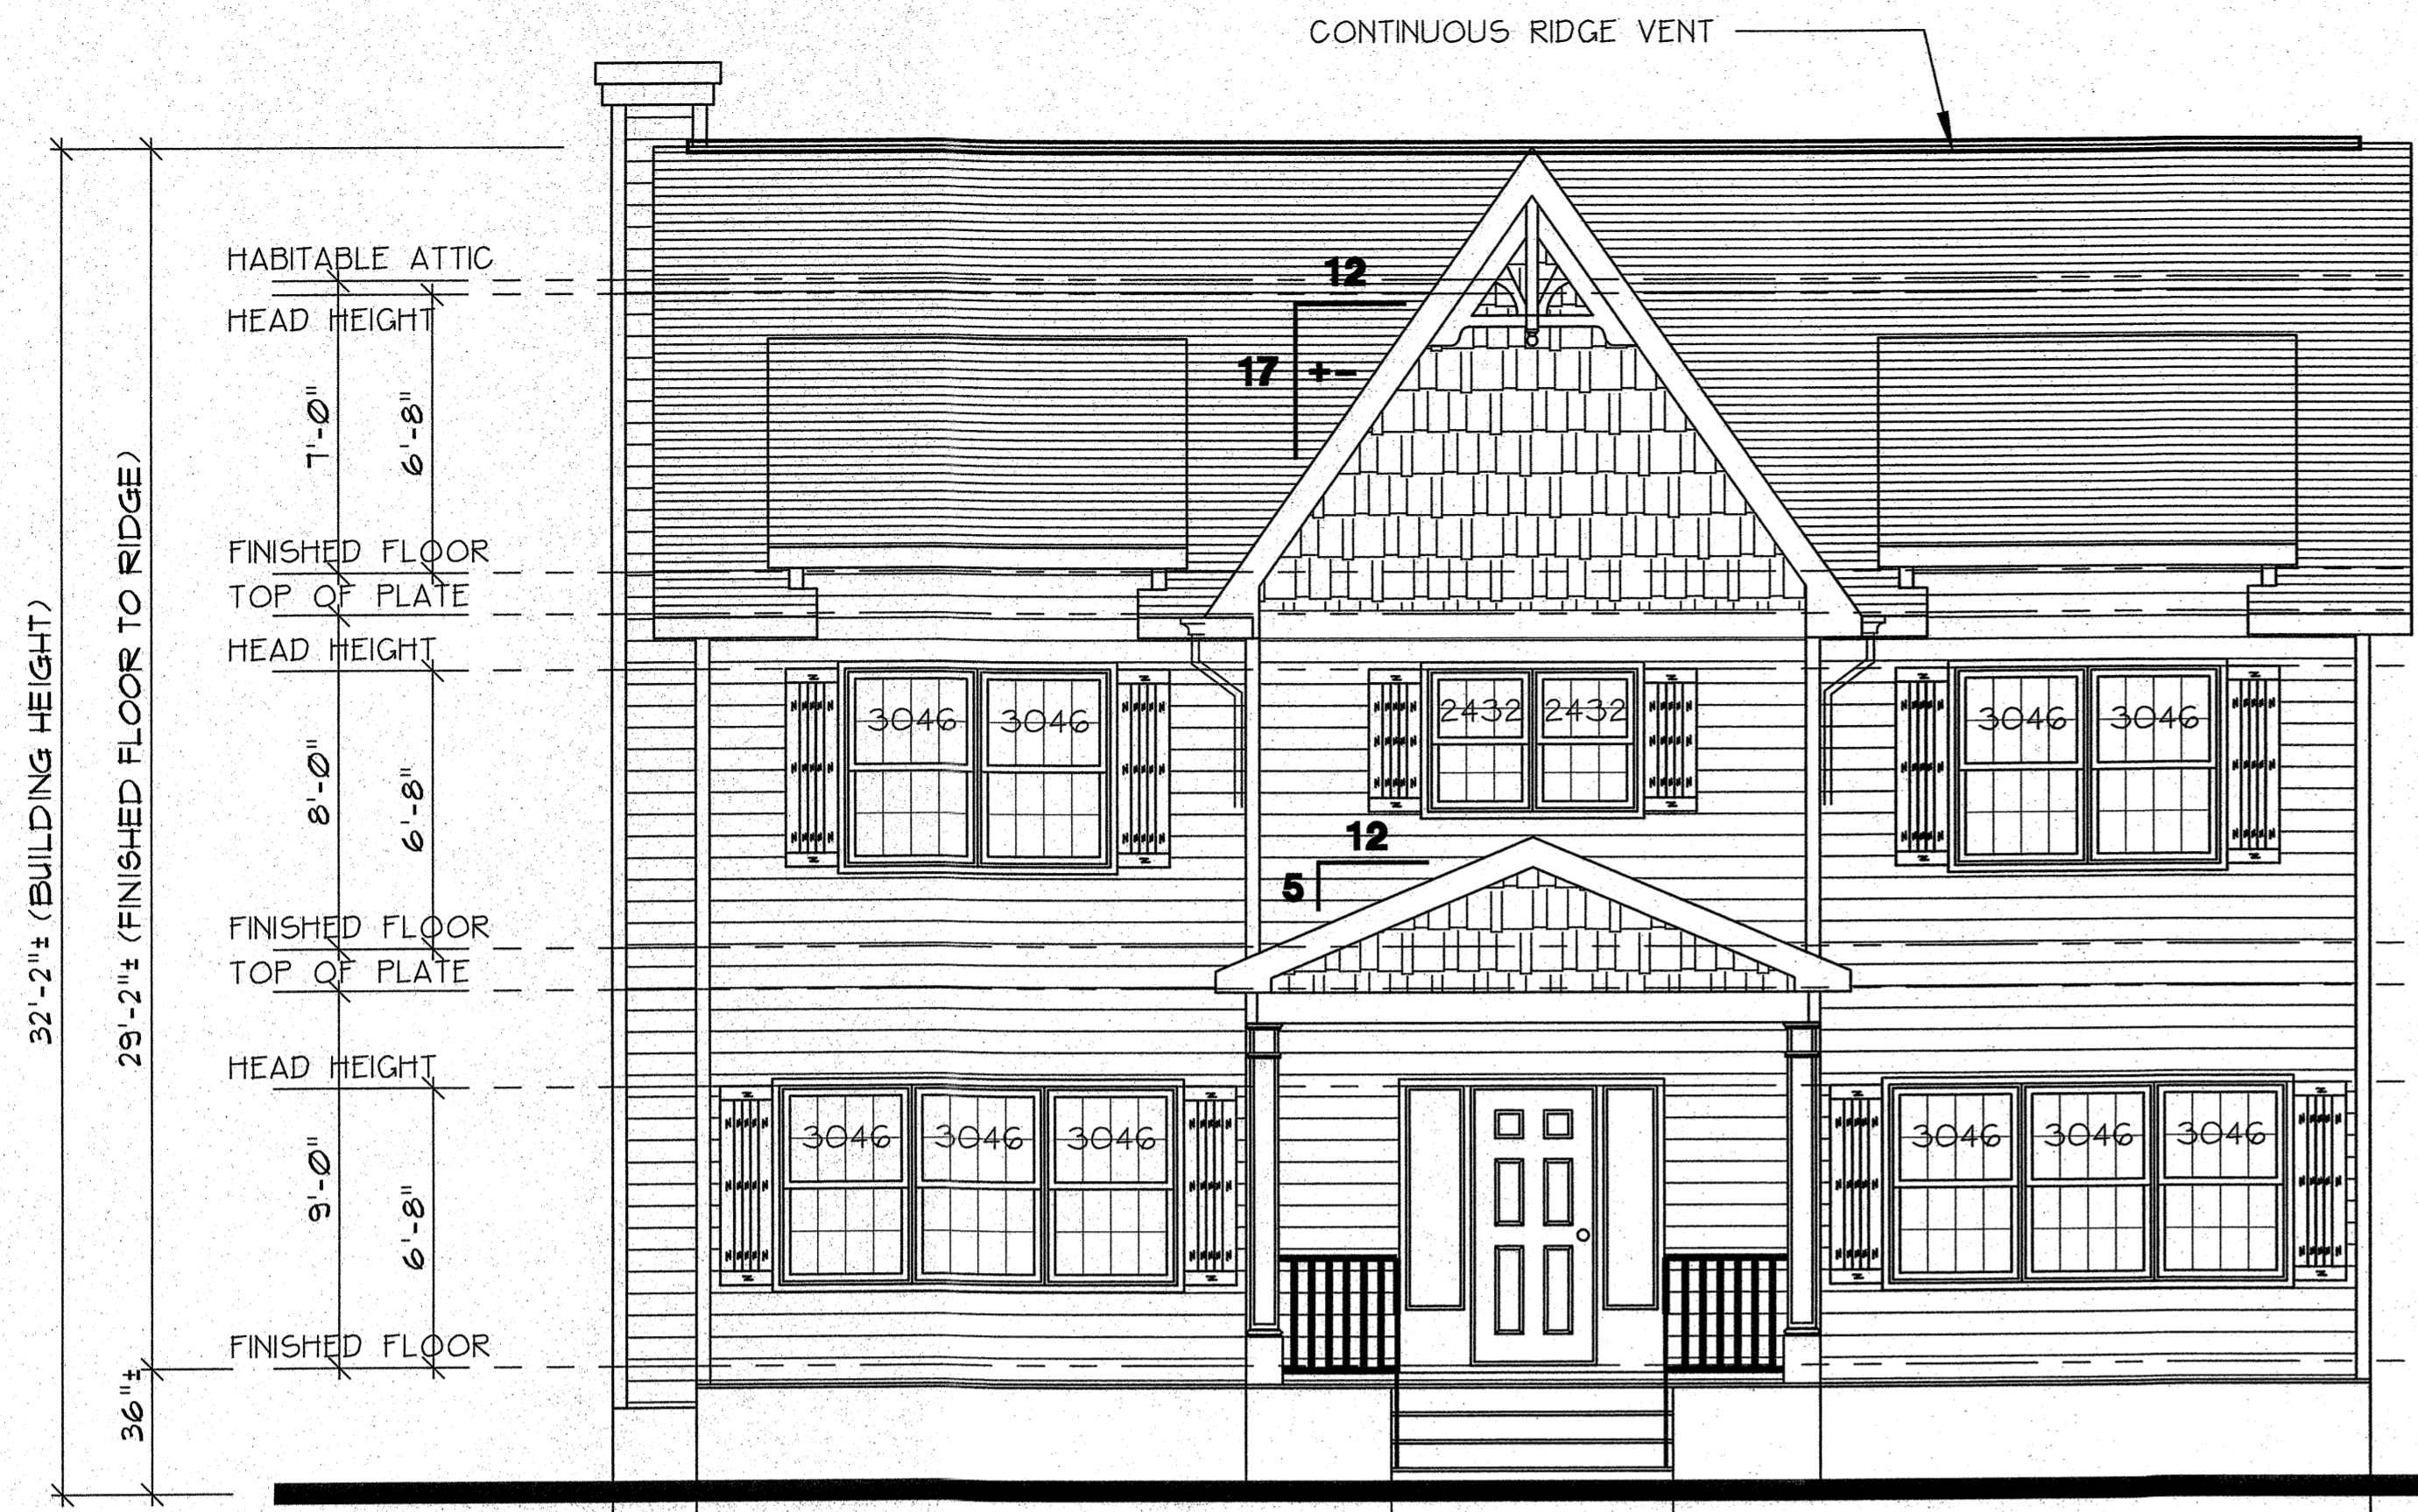 CONTINUOUS RIDGE VENT
HABITABLE ATTIC
HEAD HEIGHT
7'-0"
6'-8"
12
17 +-
FINISHED FLOOR
TOP OF PLATE
HEAD HEIGHT
8'-0"
6'-8"
3046 3046
2432 2432
3046 3046
12
5
FINISHED FLOOR
TOP OF PLATE
HEAD HEIGHT
9'-0"
6'-8"
3046 3046 3046
3046 3046 3046
FINISHED FLOOR
32'-2"± (BUILDING HEIGHT)
29'-2"± (FINISHED FLOOR TO RIDGE)
36"±